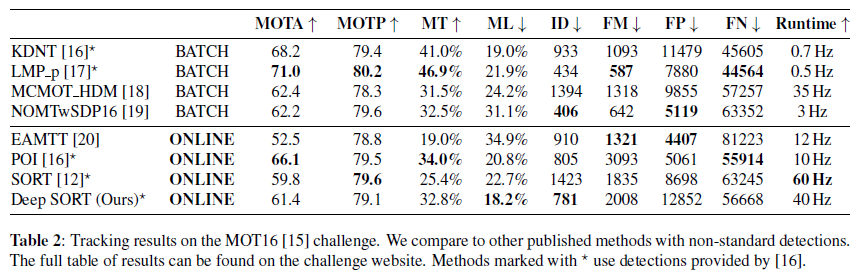 MOTA ↑ MOTP ↑ MT ↑ ML ↓ ID ↓ FM ↓ FP ↓ FN ↓ Runtime ↑
KDNT [16]* BATCH 68.2 79.4 41.0% 19.0% 933 1093 11479 45605 0.7 Hz
LMP_p [17]* BATCH 71.0 80.2 46.9% 21.9% 434 587 7880 44564 0.5 Hz
MCMOT_HDM [18] BATCH 62.4 78.3 31.5% 24.2% 1394 1318 9855 57257 35 Hz
NOMTwSDP16 [19] BATCH 62.2 79.6 32.5% 31.1% 406 642 5119 63352 3 Hz
EAMTT [20] ONLINE 52.5 78.8 19.0% 34.9% 910 1321 4407 81223 12 Hz
POI [16]* ONLINE 66.1 79.5 34.0% 20.8% 805 3093 5061 55914 10 Hz
SORT [12]* ONLINE 59.8 79.6 25.4% 22.7% 1423 1835 8698 63245 60 Hz
Deep SORT (Ours)* ONLINE 61.4 79.1 32.8% 18.2% 781 2008 12852 56668 40 Hz
Table 2: Tracking results on the MOT16 [15] challenge. We compare to other published methods with non-standard detections.
The full table of results can be found on the challenge website. Methods marked with * use detections provided by [16].